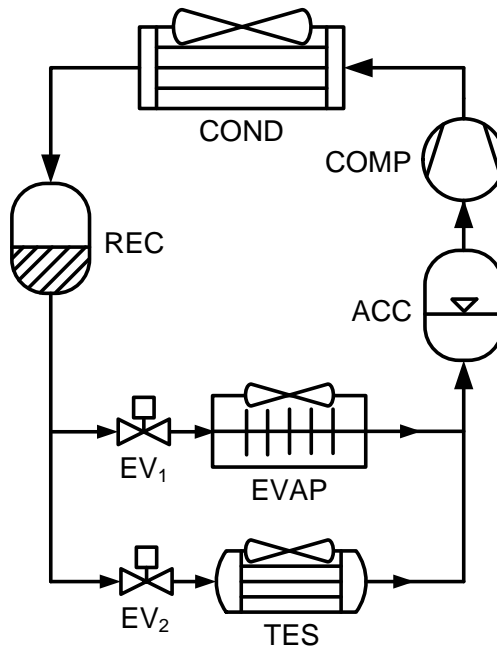 COND
COMP
REC
ACC
EV₁
EVAP
EV₂
TES